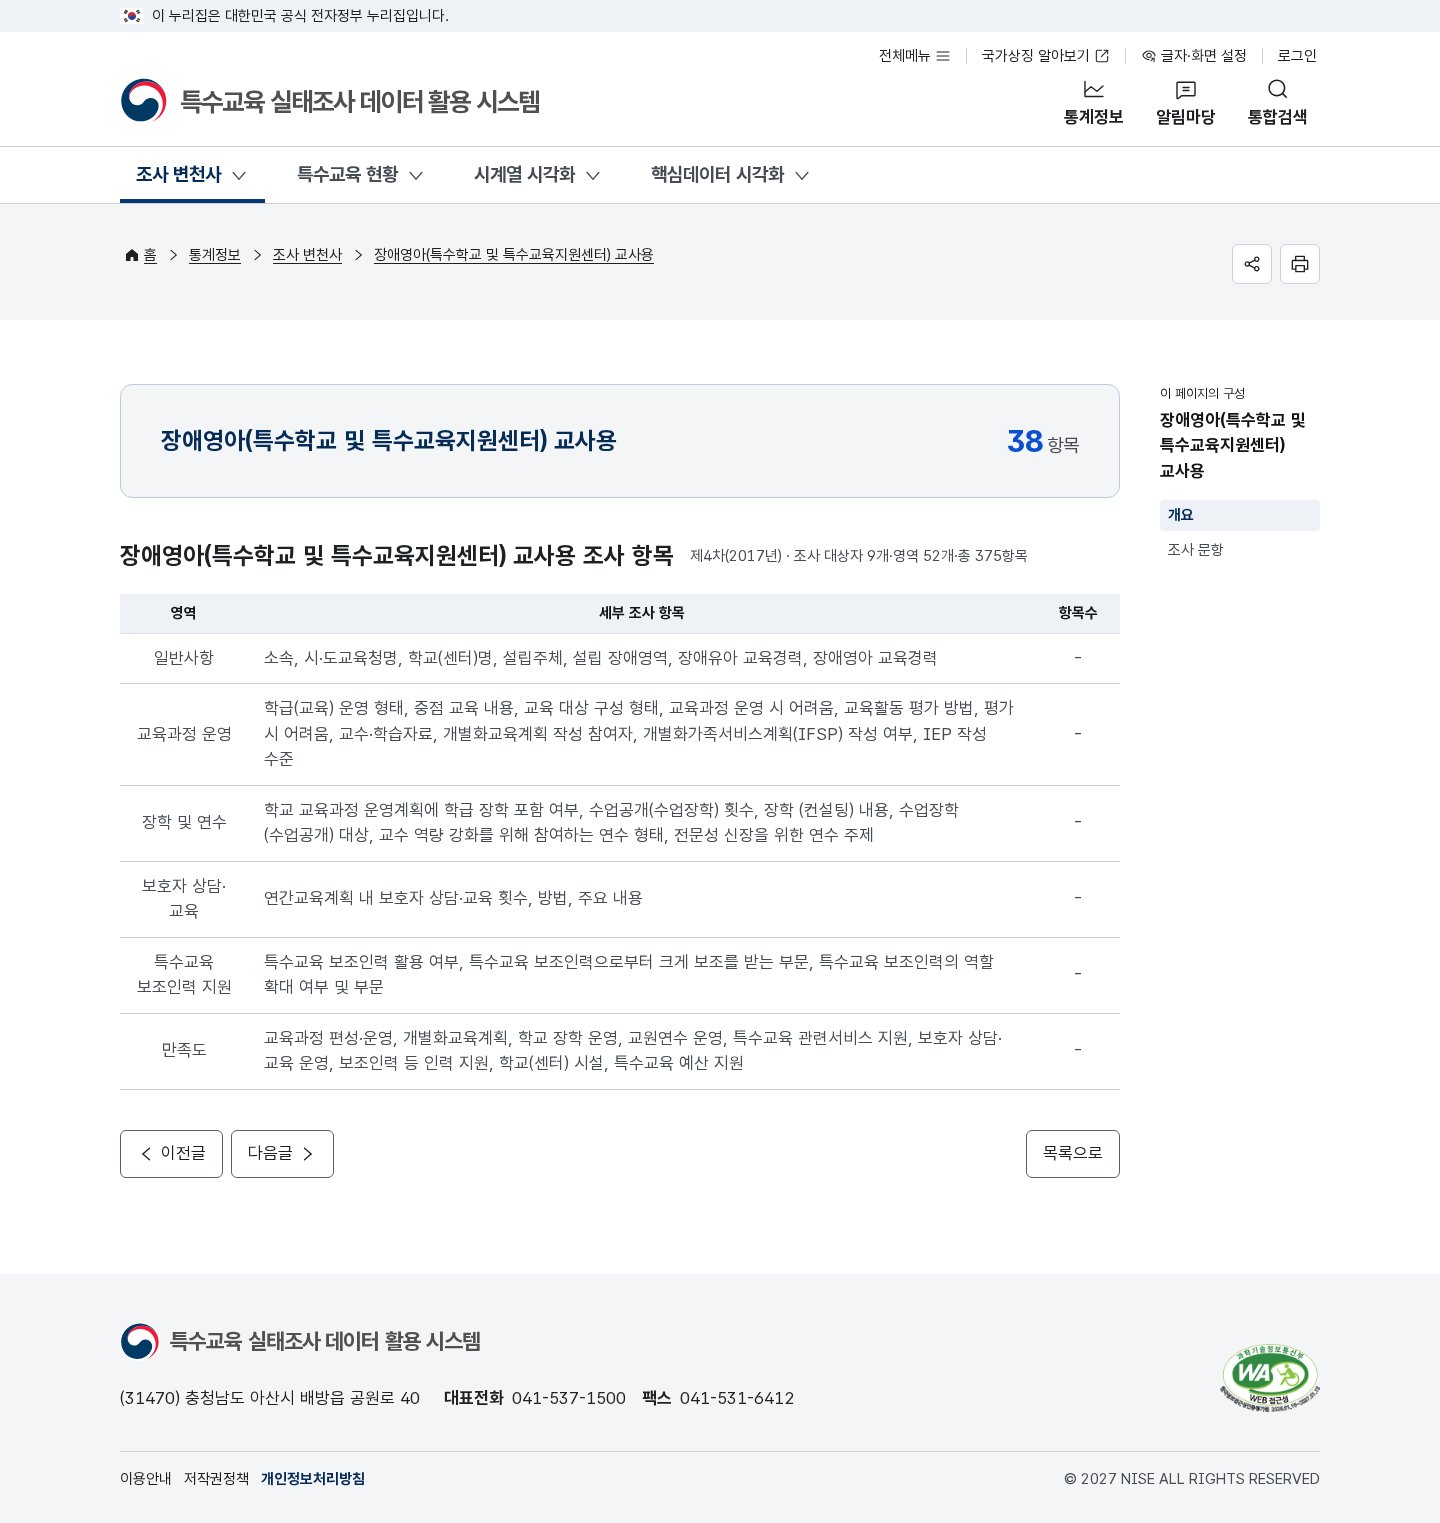 이 누리집은 대한민국 공식 전자정부 누리집입니다.
전체메뉴
국가상징 알아보기
글자·화면 설정
로그인
특수교육 실태조사 데이터 활용 시스템
통계정보
알림마당
통합검색
조사 변천사
특수교육 현황
시계열 시각화
핵심데이터 시각화
홈
통계정보
조사 변천사
장애영아(특수학교 및 특수교육지원센터) 교사용
장애영아(특수학교 및 특수교육지원센터) 교사용
38 항목
이 페이지의 구성
장애영아(특수학교 및
특수교육지원센터)
교사용
개요
조사 문항
장애영아(특수학교 및 특수교육지원센터) 교사용 조사 항목
제4차(2017년) · 조사 대상자 9개·영역 52개·총 375항목
영역
세부 조사 항목
항목수
일반사항
소속, 시·도교육청명, 학교(센터)명, 설립주체, 설립 장애영역, 장애유아 교육경력, 장애영아 교육경력
-
교육과정 운영
학급(교육) 운영 형태, 중점 교육 내용, 교육 대상 구성 형태, 교육과정 운영 시 어려움, 교육활동 평가 방법, 평가
시 어려움, 교수·학습자료, 개별화교육계획 작성 참여자, 개별화가족서비스계획(IFSP) 작성 여부, IEP 작성
수준
-
장학 및 연수
학교 교육과정 운영계획에 학급 장학 포함 여부, 수업공개(수업장학) 횟수, 장학 (컨설팅) 내용, 수업장학
(수업공개) 대상, 교수 역량 강화를 위해 참여하는 연수 형태, 전문성 신장을 위한 연수 주제
-
보호자 상담·
교육
연간교육계획 내 보호자 상담·교육 횟수, 방법, 주요 내용
-
특수교육
보조인력 지원
특수교육 보조인력 활용 여부, 특수교육 보조인력으로부터 크게 보조를 받는 부문, 특수교육 보조인력의 역할
확대 여부 및 부문
-
만족도
교육과정 편성·운영, 개별화교육계획, 학교 장학 운영, 교원연수 운영, 특수교육 관련서비스 지원, 보호자 상담·
교육 운영, 보조인력 등 인력 지원, 학교(센터) 시설, 특수교육 예산 지원
-
이전글
다음글
목록으로
특수교육 실태조사 데이터 활용 시스템
(31470) 충청남도 아산시 배방읍 공원로 40
대표전화 041-537-1500
팩스 041-531-6412
과학기술정보통신부
WA
WEB 접근성
이용안내
저작권정책
개인정보처리방침
© 2027 NISE ALL RIGHTS RESERVED